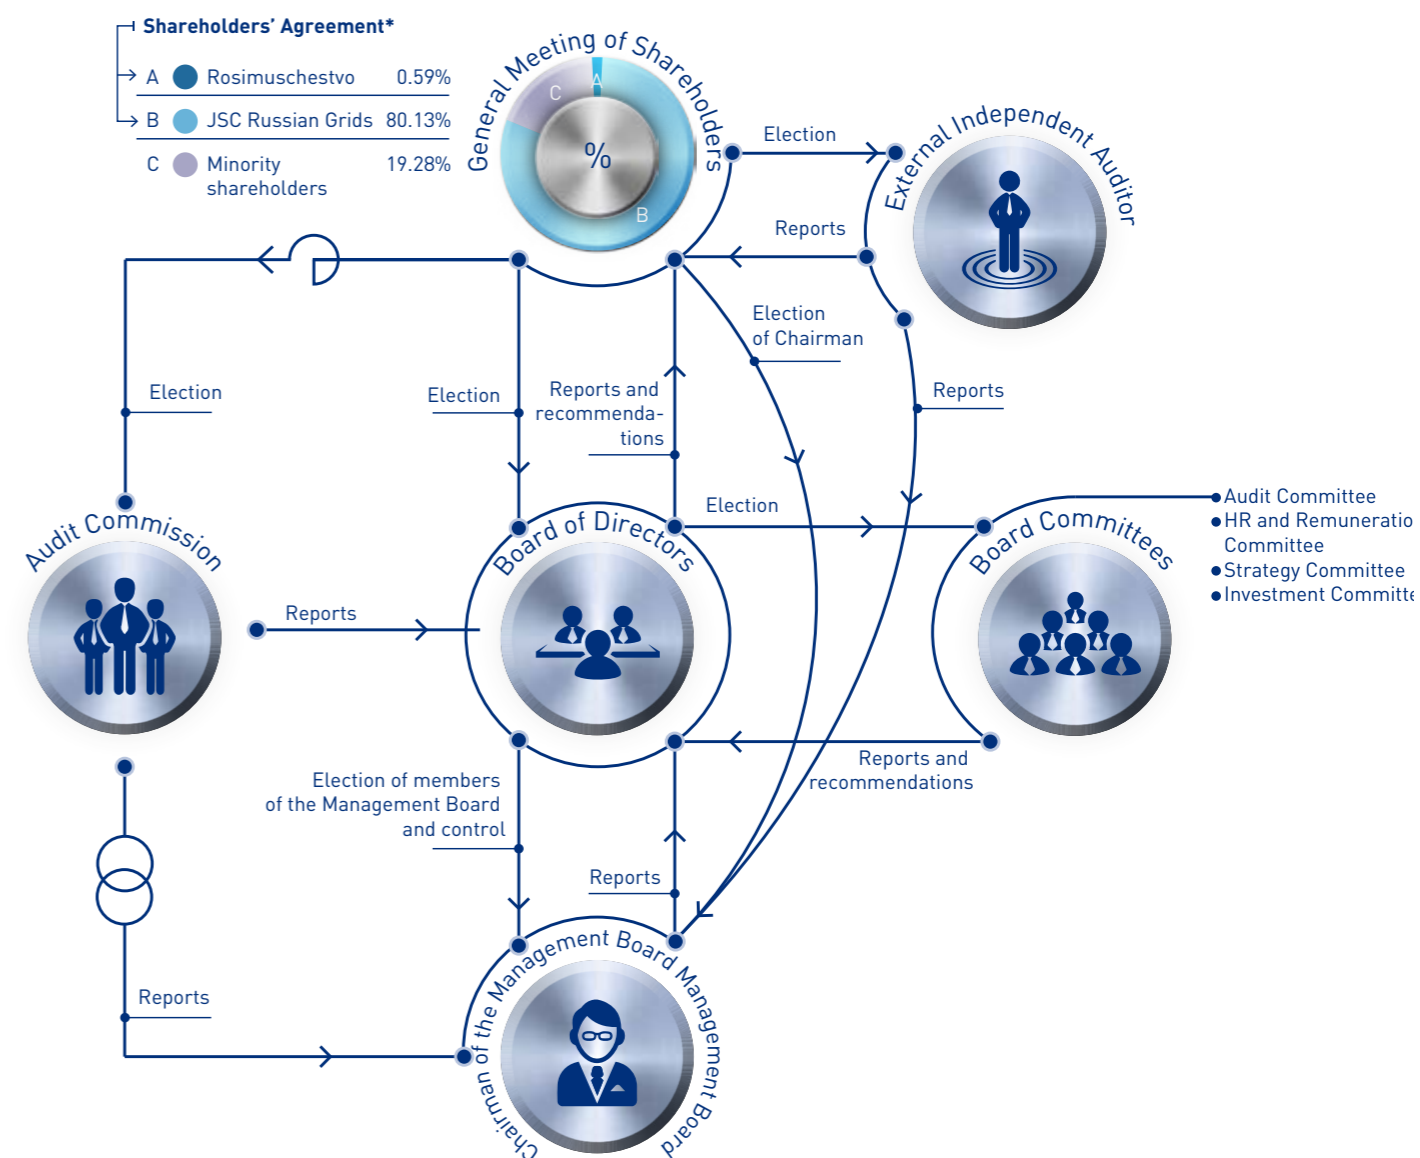 Shareholders’ Agreement*
A Rosimuschestvo 0.59%
B JSC Russian Grids 80.13%
C Minority 19.28%
shareholders
General Meeting of Shareholders
A
C
%
B
Election
External Independent Auditor
Reports
Election
of Chairman
Election
Election
Reports and
recommenda-
tions
Reports
Election
Audit Commission
Board of Directors
Board Committees
Audit Committee
HR and Remuneratio
Committee
Strategy Committee
Investment Committe
Reports
Reports and
recommendations
Election of members
of the Management Board
and control
Reports
Reports
Chairman of the Management Board Management Board